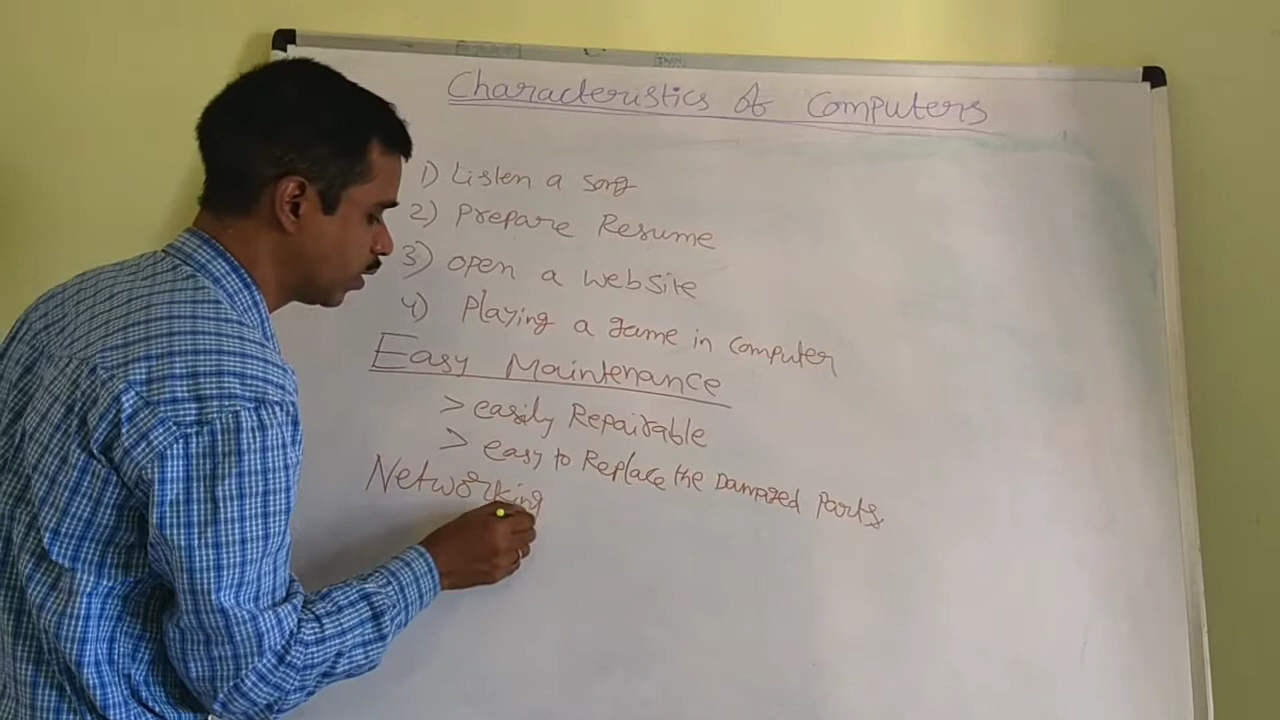 Characteristics of Computers
1) Listen a song
2) Prepare Resume
3) open a website
4) Playing a game in computer
Easy Maintenance
> easily Repairable
> easy to Replace the Damazed Parts
Networking